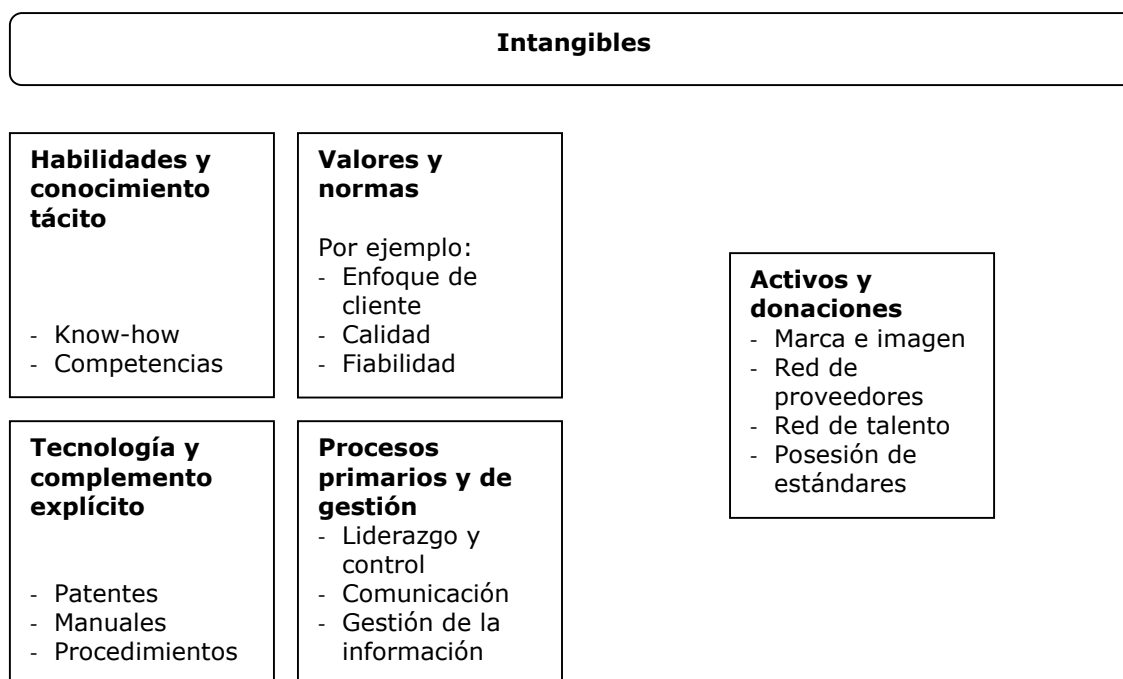 Intangibles
Habilidades y
conocimiento
tácito
- Know-how
- Competencias
Valores y
normas
Por ejemplo:
- Enfoque de
cliente
- Calidad
- Fiabilidad
Activos y
donaciones
- Marca e imagen
- Red de
proveedores
- Red de talento
- Posesión de
estándares
Tecnología y
complemento
explícito
- Patentes
- Manuales
- Procedimientos
Procesos
primarios y de
gestión
- Liderazgo y
control
- Comunicación
- Gestión de la
información